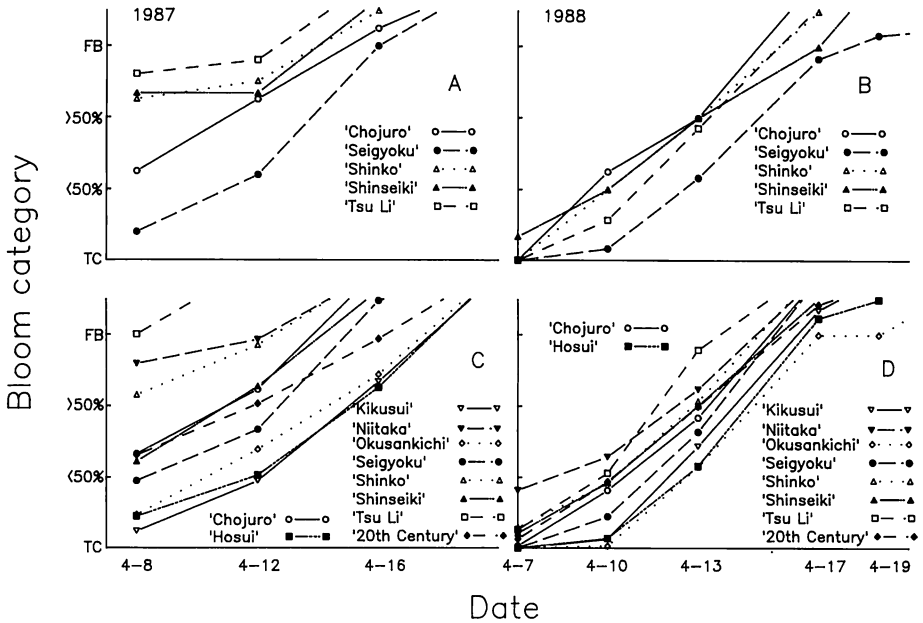 1987
1988
FB
>50%
<50%
TC
A
'Chojuro'
'Seigyoku'
'Shinko'
'Shinseiki'
'Tsu Li'
B
'Chojuro'
'Seigyoku'
'Shinko'
'Shinseiki'
'Tsu Li'
Bloom category
FB
>50%
<50%
TC
C
'Kikusui'
'Niitaka'
'Okusankichi'
'Seigyoku'
'Shinko'
'Shinseiki'
'Chojuro' 'Tsu Li'
'Hosui' '20th Century'
'Chojuro'
'Hosui'
D
'Kikusui'
'Niitaka'
'Okusankichi'
'Seigyoku'
'Shinko'
'Shinseiki'
'Tsu Li'
'20th Century'
4-8 4-12 4-16 4-7 4-10 4-13 4-17 4-19
Date